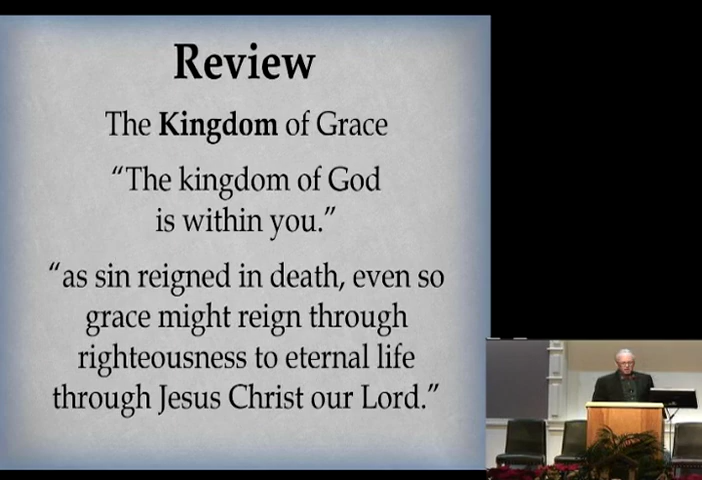 Review
The Kingdom of Grace
“The kingdom of God
is within you.”
“as sin reigned in death, even so
grace might reign through
righteousness to eternal life
through Jesus Christ our Lord.”